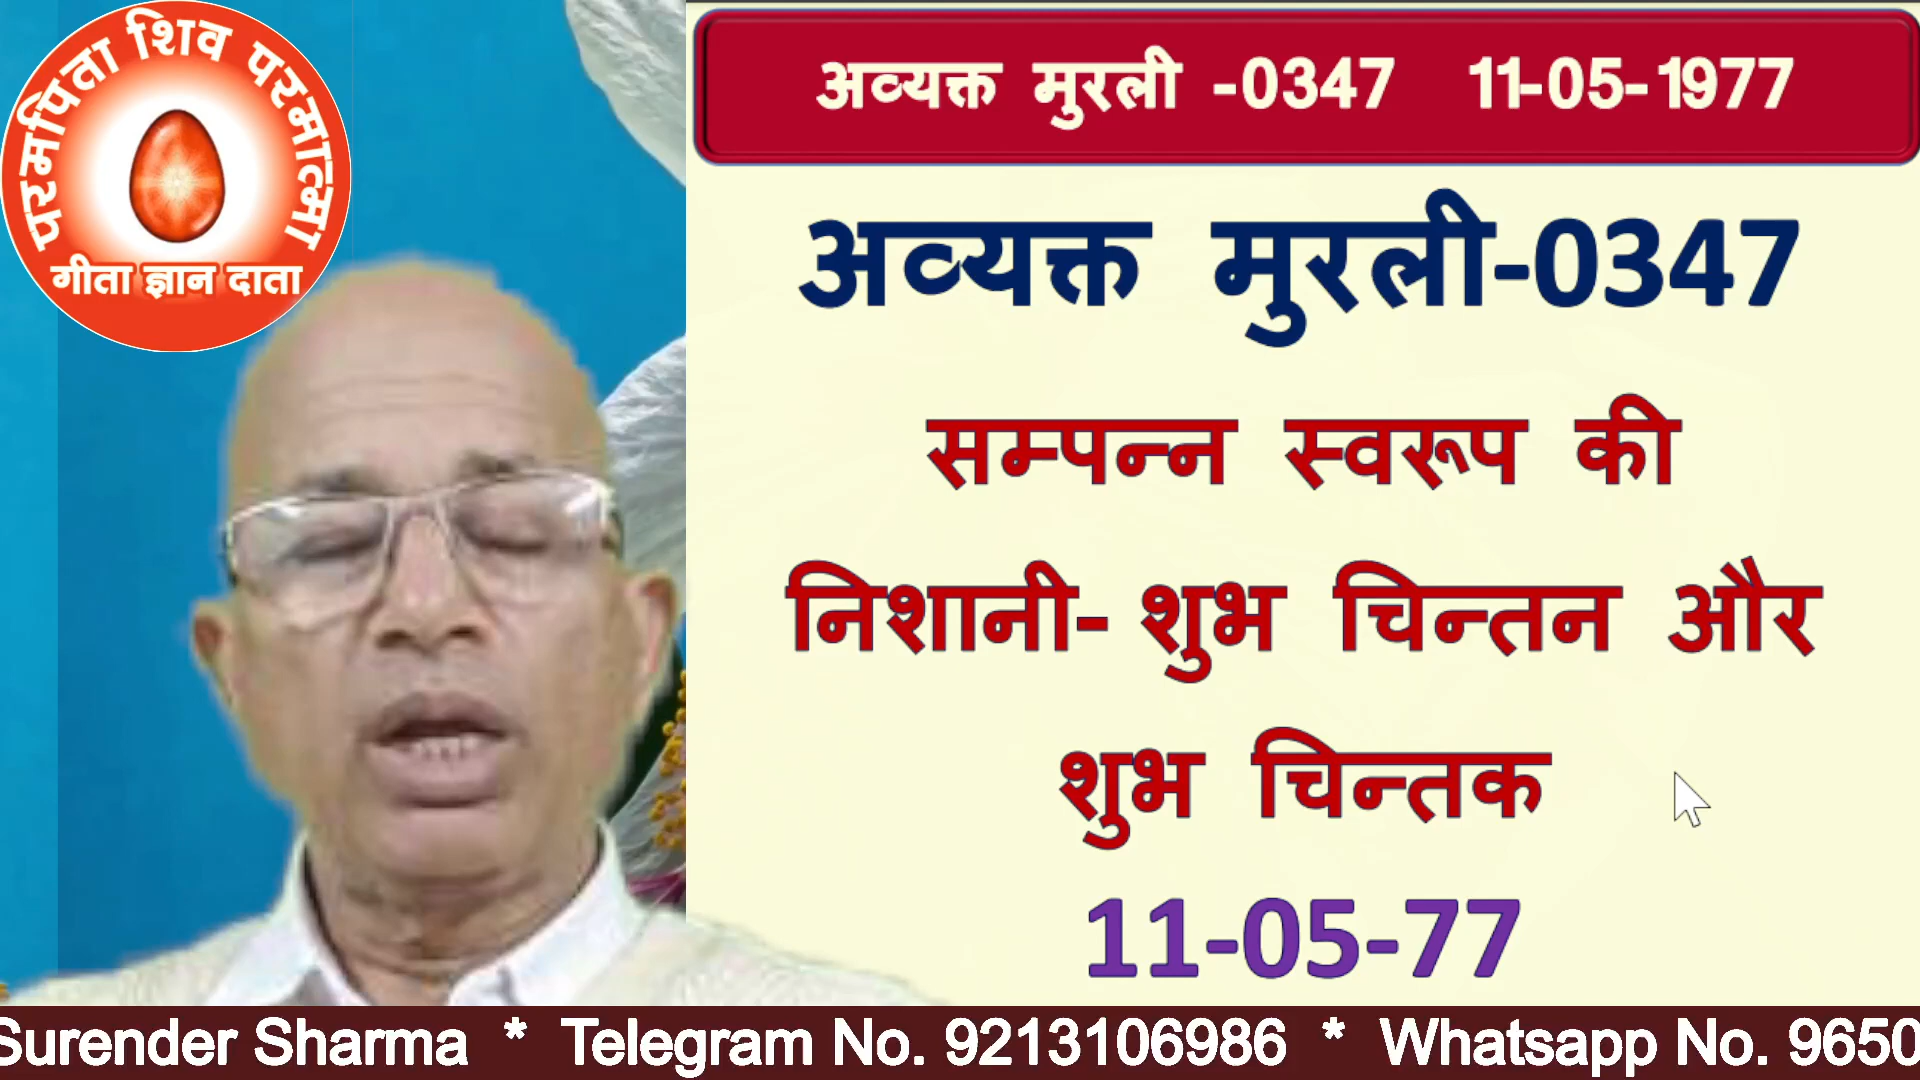 परमपिता शिव परमात्मा
गीता ज्ञान दाता
अव्यक्त मुरली -0347 11-05-1977
अव्यक्त मुरली-0347
सम्पन्न स्वरूप की
निशानी- शुभ चिन्तन और
शुभ चिन्तक
11-05-77
Surender Sharma * Telegram No. 9213106986 * Whatsapp No. 9650